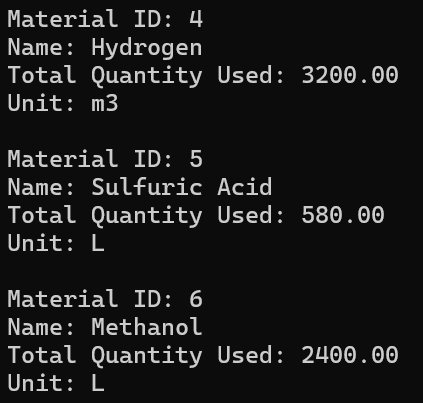 Material ID: 4
Name: Hydrogen
Total Quantity Used: 3200.00
Unit: m3
Material ID: 5
Name: Sulfuric Acid
Total Quantity Used: 580.00
Unit: L
Material ID: 6
Name: Methanol
Total Quantity Used: 2400.00
Unit: L